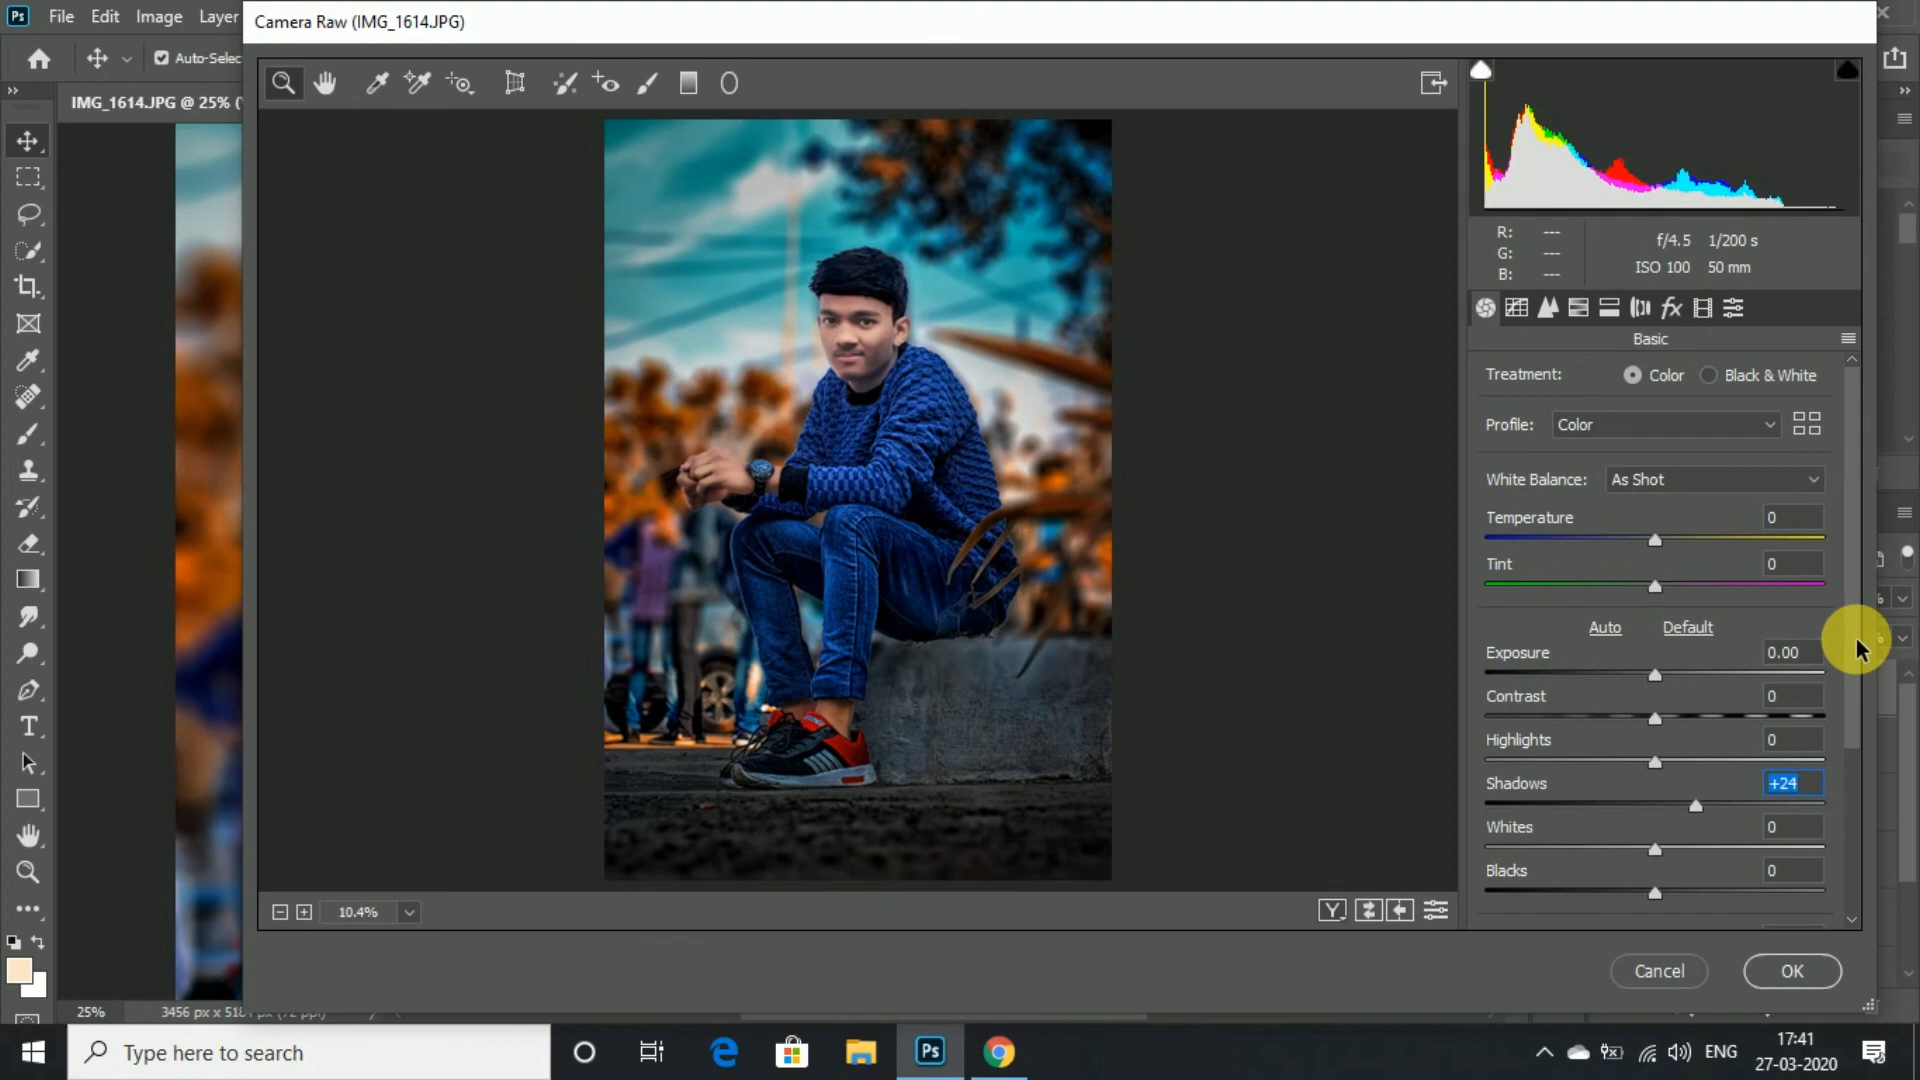 Ps File Edit Image Layer
Camera Raw (IMG_1614.JPG)
Auto-Selec
IMG_1614.JPG @ 25% (
R: ---
G: ---
B: ---
f/4.5 1/200 s
ISO 100 50 mm
fx
Basic
Treatment: Color Black & White
Profile: Color
White Balance: As Shot
Temperature 0
Tint 0
Auto Default
Exposure 0.00
Contrast 0
Highlights 0
Shadows +24
Whites 0
Blacks 0
T
10.4%
Y
Cancel OK
25% 3456 px x 518
Type here to search
Ps
ENG
17:41
27-03-2020